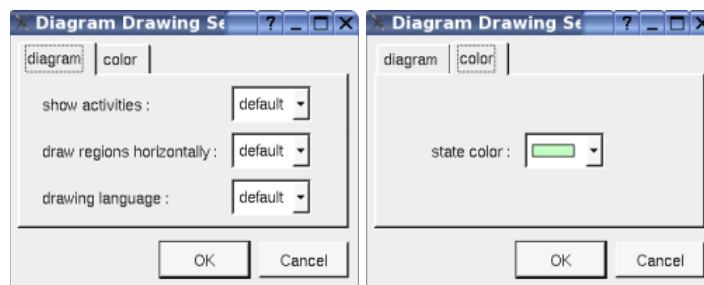 Diagram Drawing Se ? Diagram Drawing Se ?
diagram color diagram color
show activities : default
draw regions horizontally : default
state color :
drawing language : default
OK Cancel OK Cancel